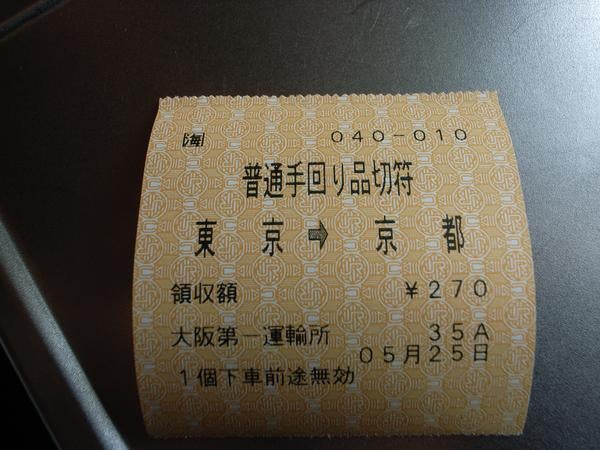 海 040-010
普通手回り品切符
東京⇨京都
領収額 ¥270
大阪第一運輸所 35A
05月25日
1個下車前途無効